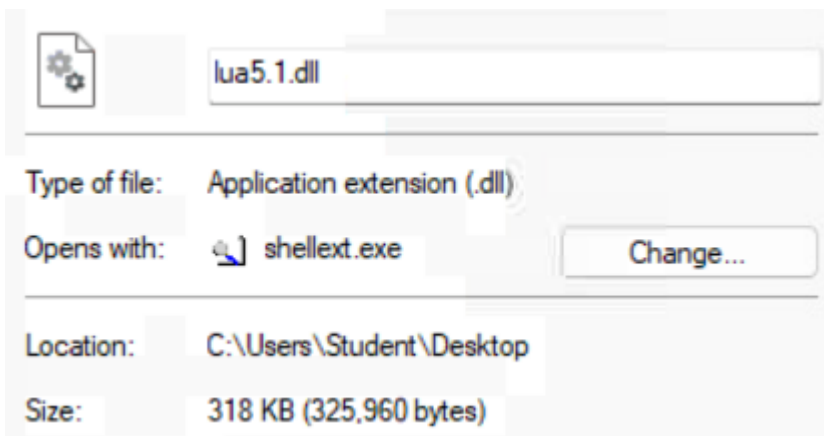 lua5.1.dll
Type of file: Application extension (.dll)
Opens with: shellext.exe Change...
Location: C:\Users\Student\Desktop
Size: 318 KB (325,960 bytes)